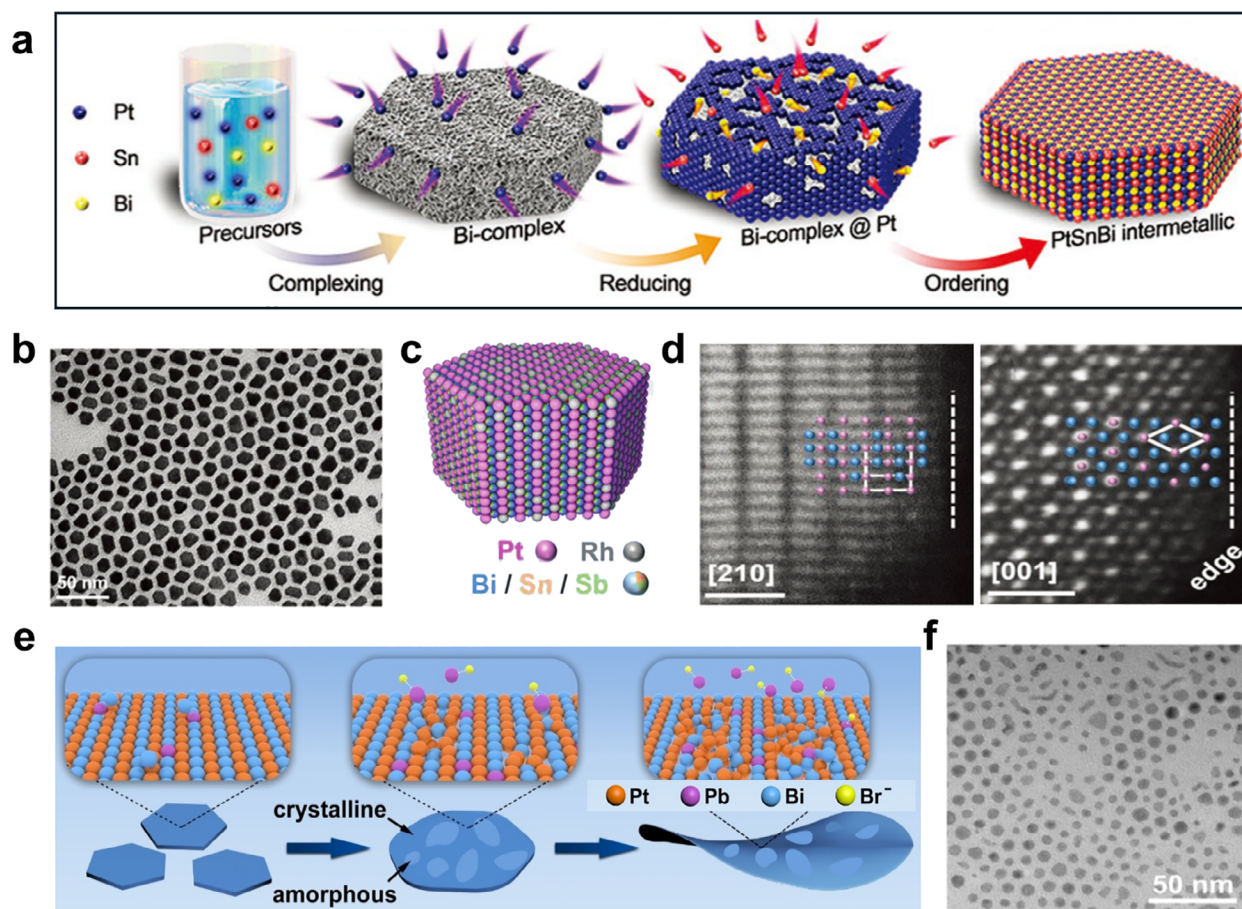 a
Pt
Sn
Bi
Precursors
Bi-complex
Bi-complex @ Pt
PtSnBi intermetallic
Complexing
Reducing
Ordering
b
50 nm
c
Pt Rh
Bi / Sn / Sb
d
[210]
[001]
edge
e
crystalline
amorphous
Pt Pb Bi Br⁻
f
50 nm